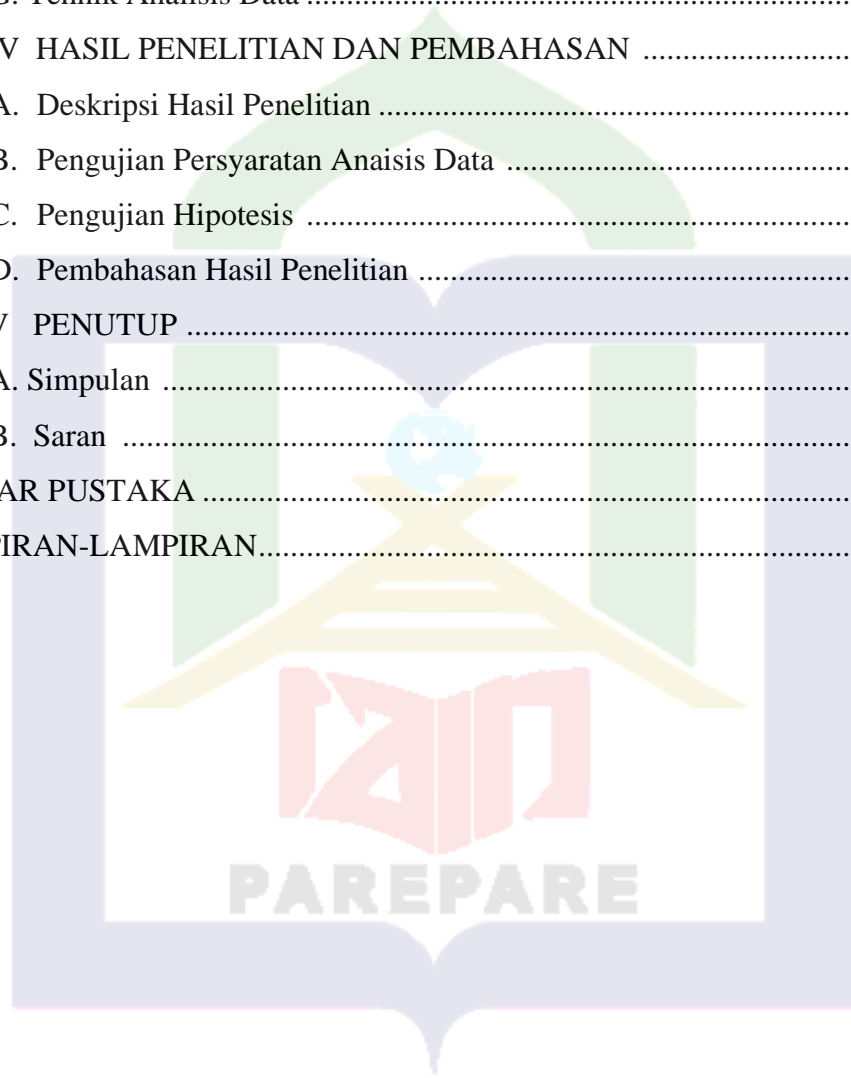 Teknik Analisis Data ..........................................................................
V HASIL PENELITIAN DAN PEMBAHASAN ...........................
A. Deskripsi Hasil Penelitian ............................................................
B. Pengujian Persyaratan Anaisis Data ............................................
C. Pengujian Hipotesis .....................................................................
D. Pembahasan Hasil Penelitian .......................................................
V PENUTUP .....................................................................................
A. Simpulan ........................................................................................
B. Saran .............................................................................................
AR PUSTAKA ...................................................................................
PIRAN-LAMPIRAN...........................................................................
iain
PAREPARE